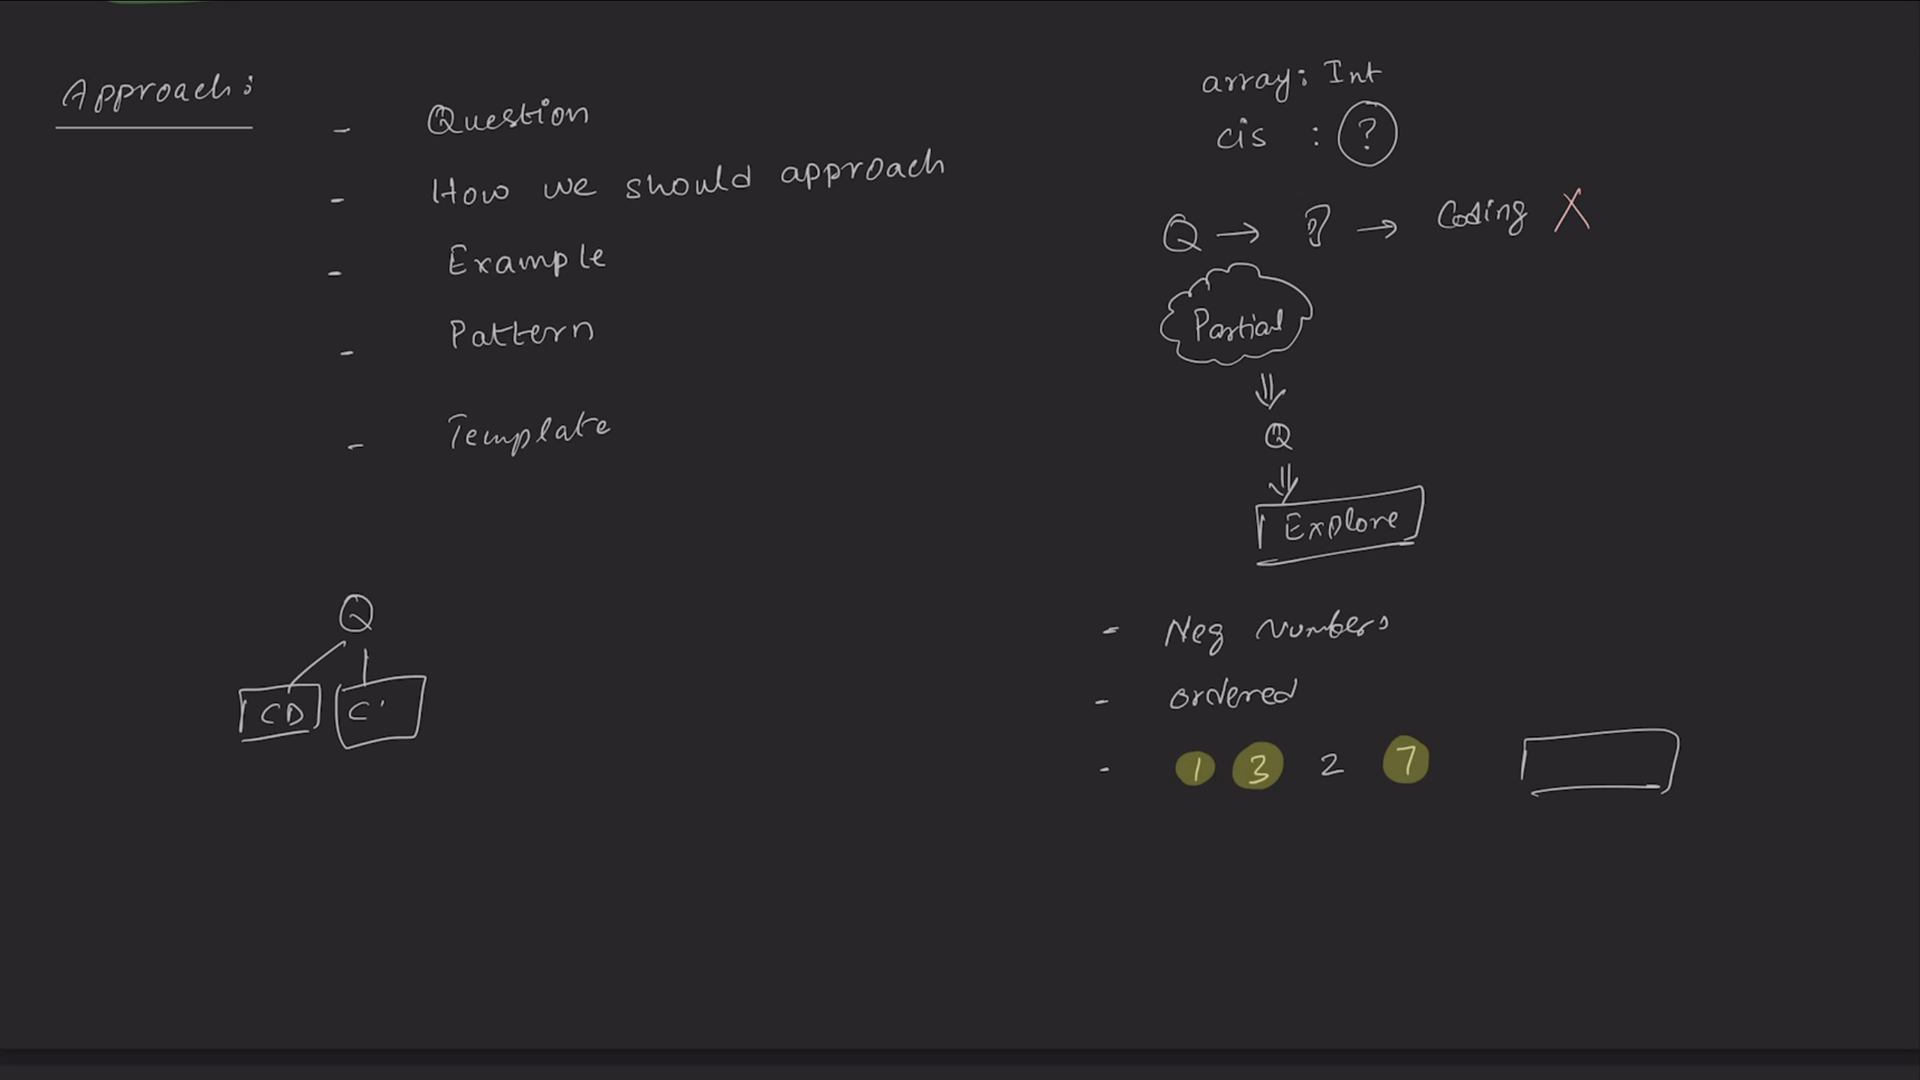 Approach:
- Question
- How we should approach
- Example
- Pattern
- Template
Q
CD C'
array: Int
cis : ?
Q → ? → Coding X
Partial
Q
Explore
- Neg Numbers
- ordered
- 1 3 2 7